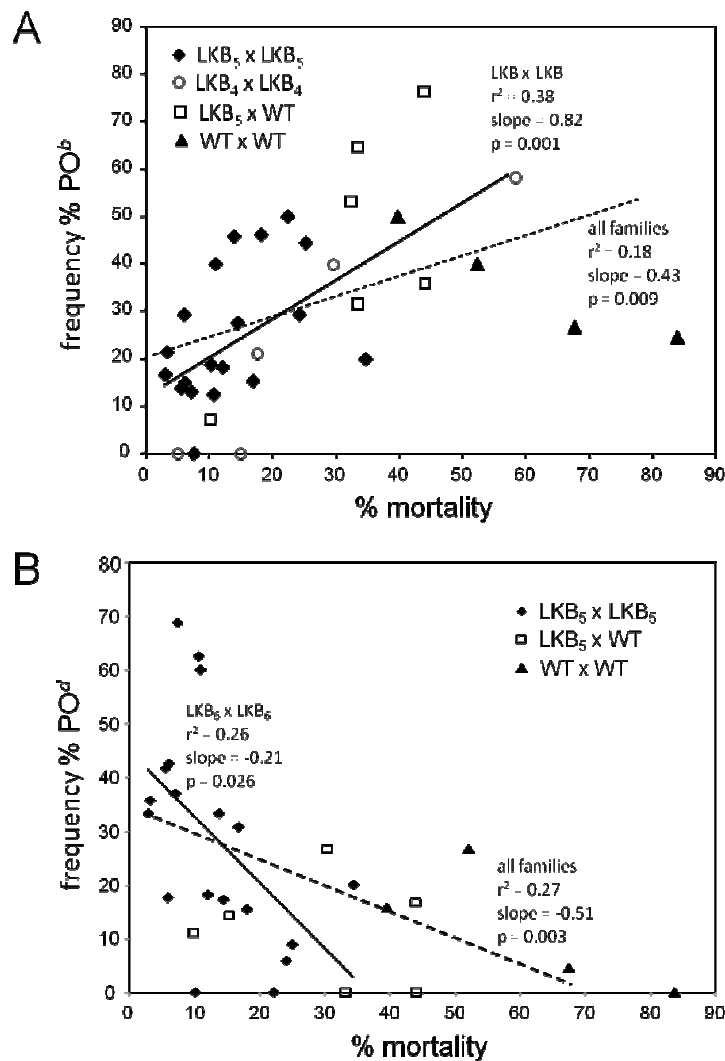 A
frequency % POb
90
80
70
60
50
40
30
20
10
0
LKB5 x LKB5
LKB4 x LKB4
LKB5 x WT
WT x WT
LKB x LKB
r2 = 0.38
slope = 0.82
p = 0.001
all families
r2 = 0.18
slope = 0.43
p = 0.009
0 10 20 30 40 50 60 70 80 90
% mortality
B
frequency % POd
80
70
60
50
40
30
20
10
0
LKB5 x LKB5
LKB5 x WT
WT x WT
r2 = 0.26
slope = -0.21
p = 0.026
all families
r2 = 0.27
slope = -0.51
p = 0.003
0 10 20 30 40 50 60 70 80 90
% mortality